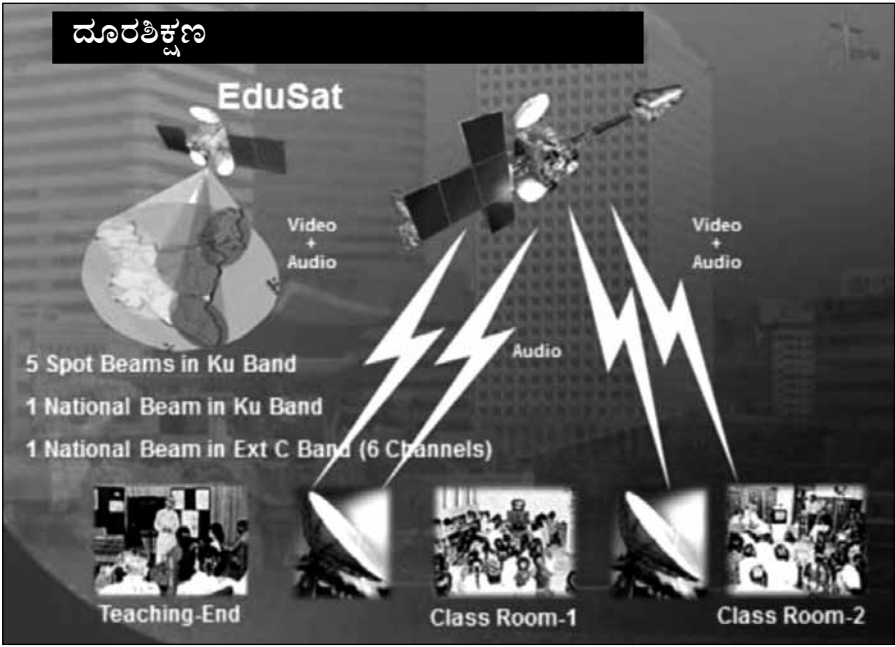 ದೂರಶಿಕ್ಷಣ
EduSat
Video
+
Audio
Video
+
Audio
Audio
5 Spot Beams in Ku Band
1 National Beam in Ku Band
1 National Beam in Ext C Band (6 Channels)
Teaching-End
Class Room-1
Class Room-2